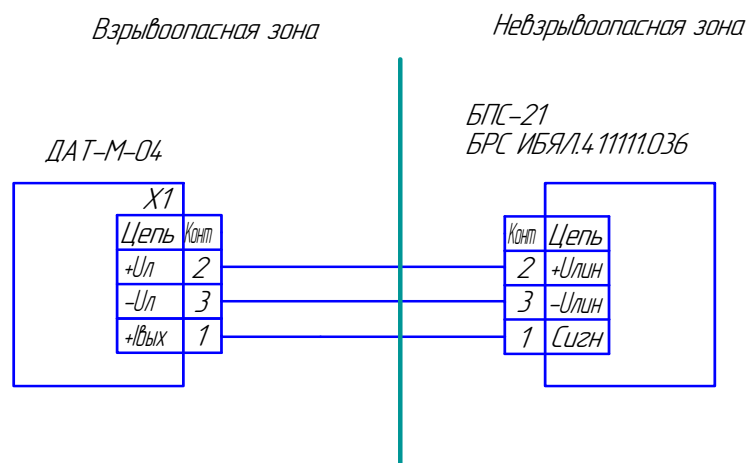 Взрывоопасная зона
Невзрывоопасная зона
БПС-21
БРС ИБЯЛ.411111.036
ДАТ-М-04
X1
Цепь Конт
+Uл 2
-Uл 3
+Iвых 1
Конт Цепь
2 +Uлин
3 -Uлин
1 Сигн